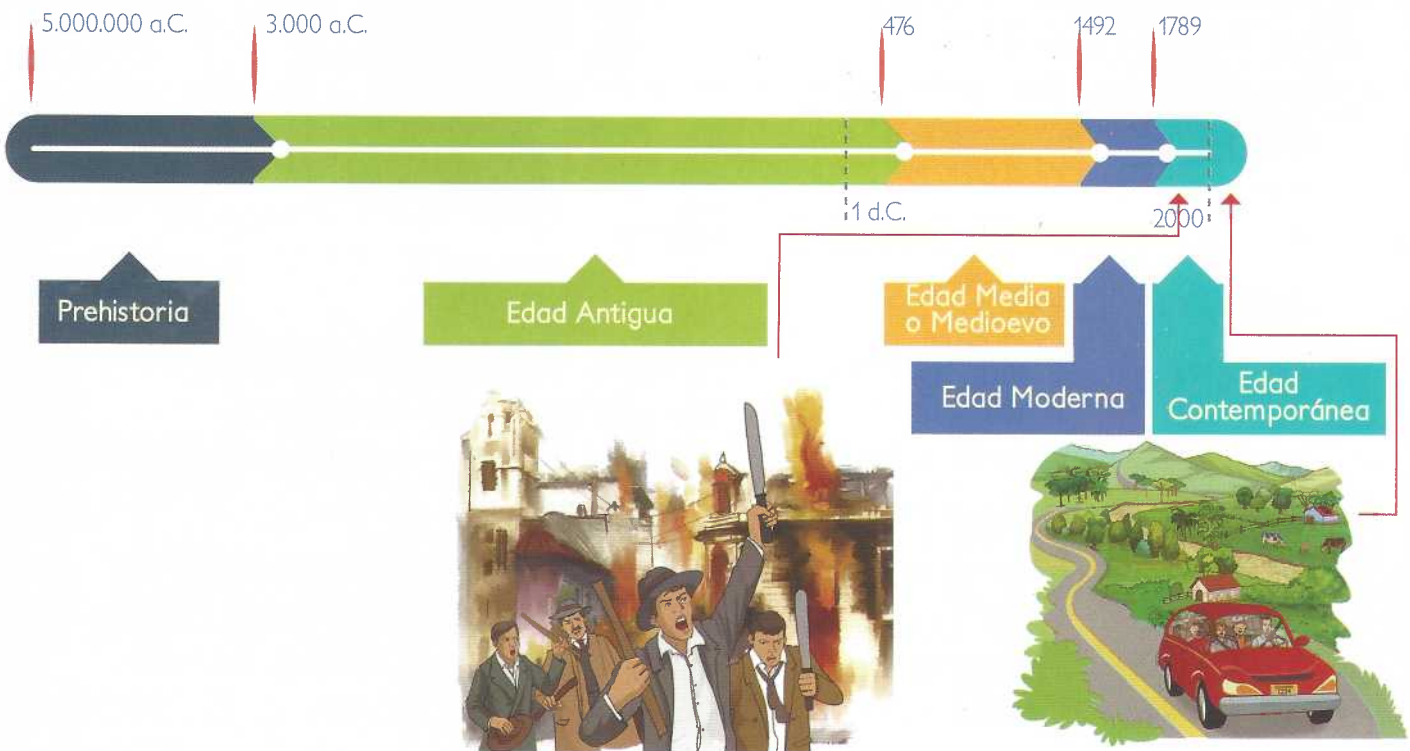 5.000.000 a.C.
3.000 a.C.
476
1492
1789
1 d.C.
2000
Prehistoria
Edad Antigua
Edad Media
o Medioevo
Edad Moderna
Edad
Contemporánea